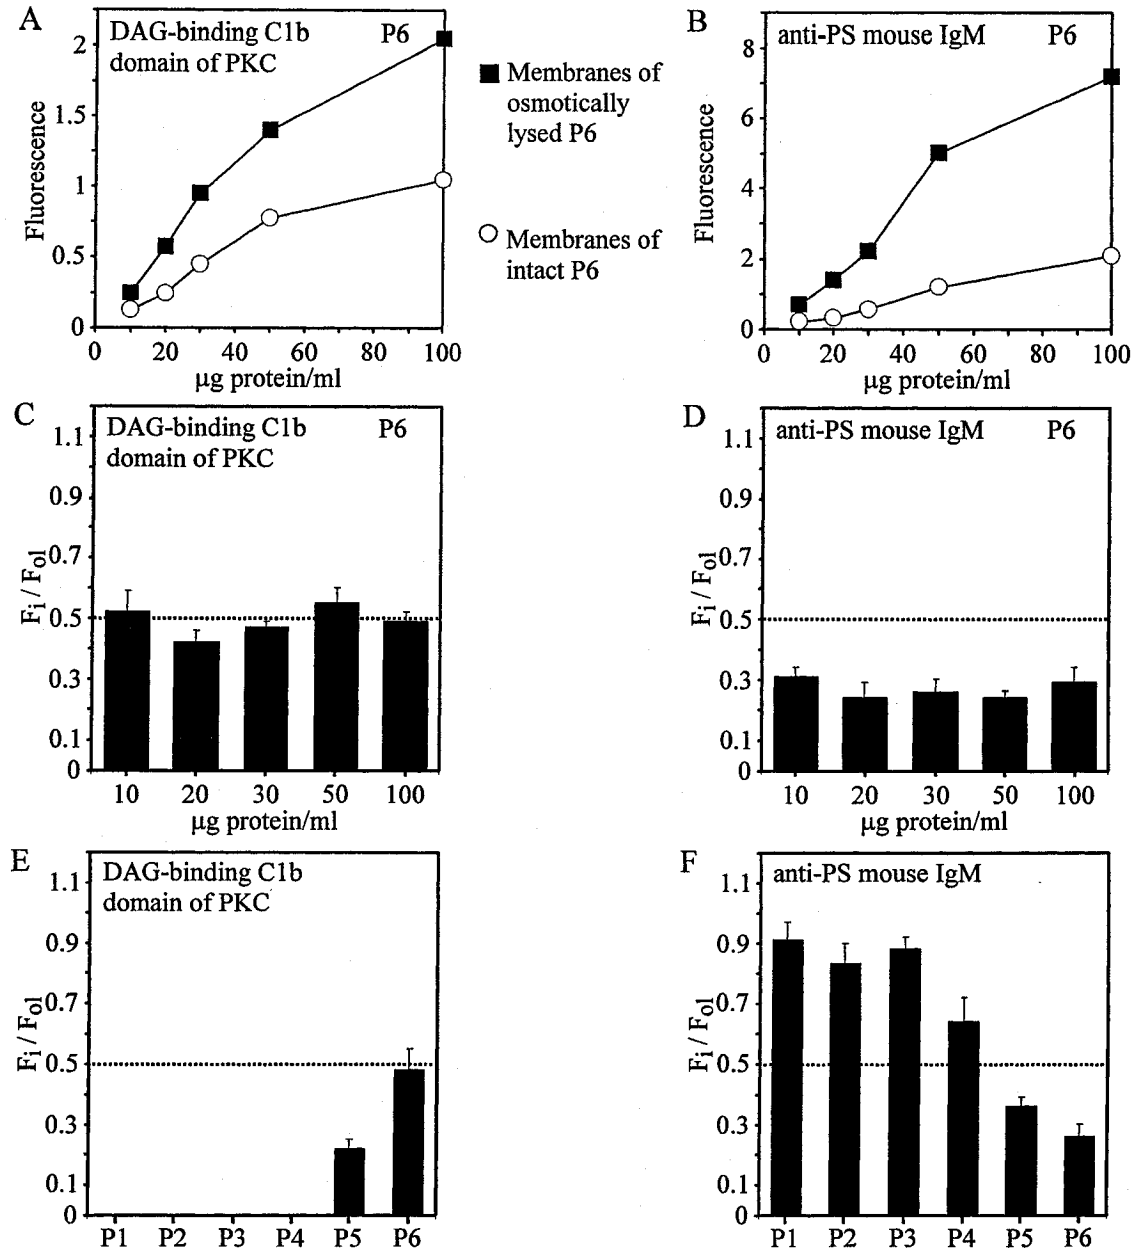 A
DAG-binding C1b P6
domain of PKC
2
1.5
1
0.5
0
Fluorescence
0 20 40 60 80 100
µg protein/ml
Membranes of
osmotically
lysed P6
Membranes of
intact P6
B
anti-PS mouse IgM P6
8
6
4
2
0
Fluorescence
0 20 40 60 80 100
µg protein/ml
C
DAG-binding C1b P6
domain of PKC
1.1
0.9
0.7
0.5
0.3
0.1
0
Fi / Fol
10 20 30 50 100
µg protein/ml
D
anti-PS mouse IgM P6
1.1
0.9
0.7
0.5
0.3
0.1
0
Fi / Fol
10 20 30 50 100
µg protein/ml
E
DAG-binding C1b
domain of PKC
1.1
0.9
0.7
0.5
0.3
0.1
0
Fi / Fol
P1 P2 P3 P4 P5 P6
F
anti-PS mouse IgM
1.1
0.9
0.7
0.5
0.3
0.1
0
Fi / Fol
P1 P2 P3 P4 P5 P6